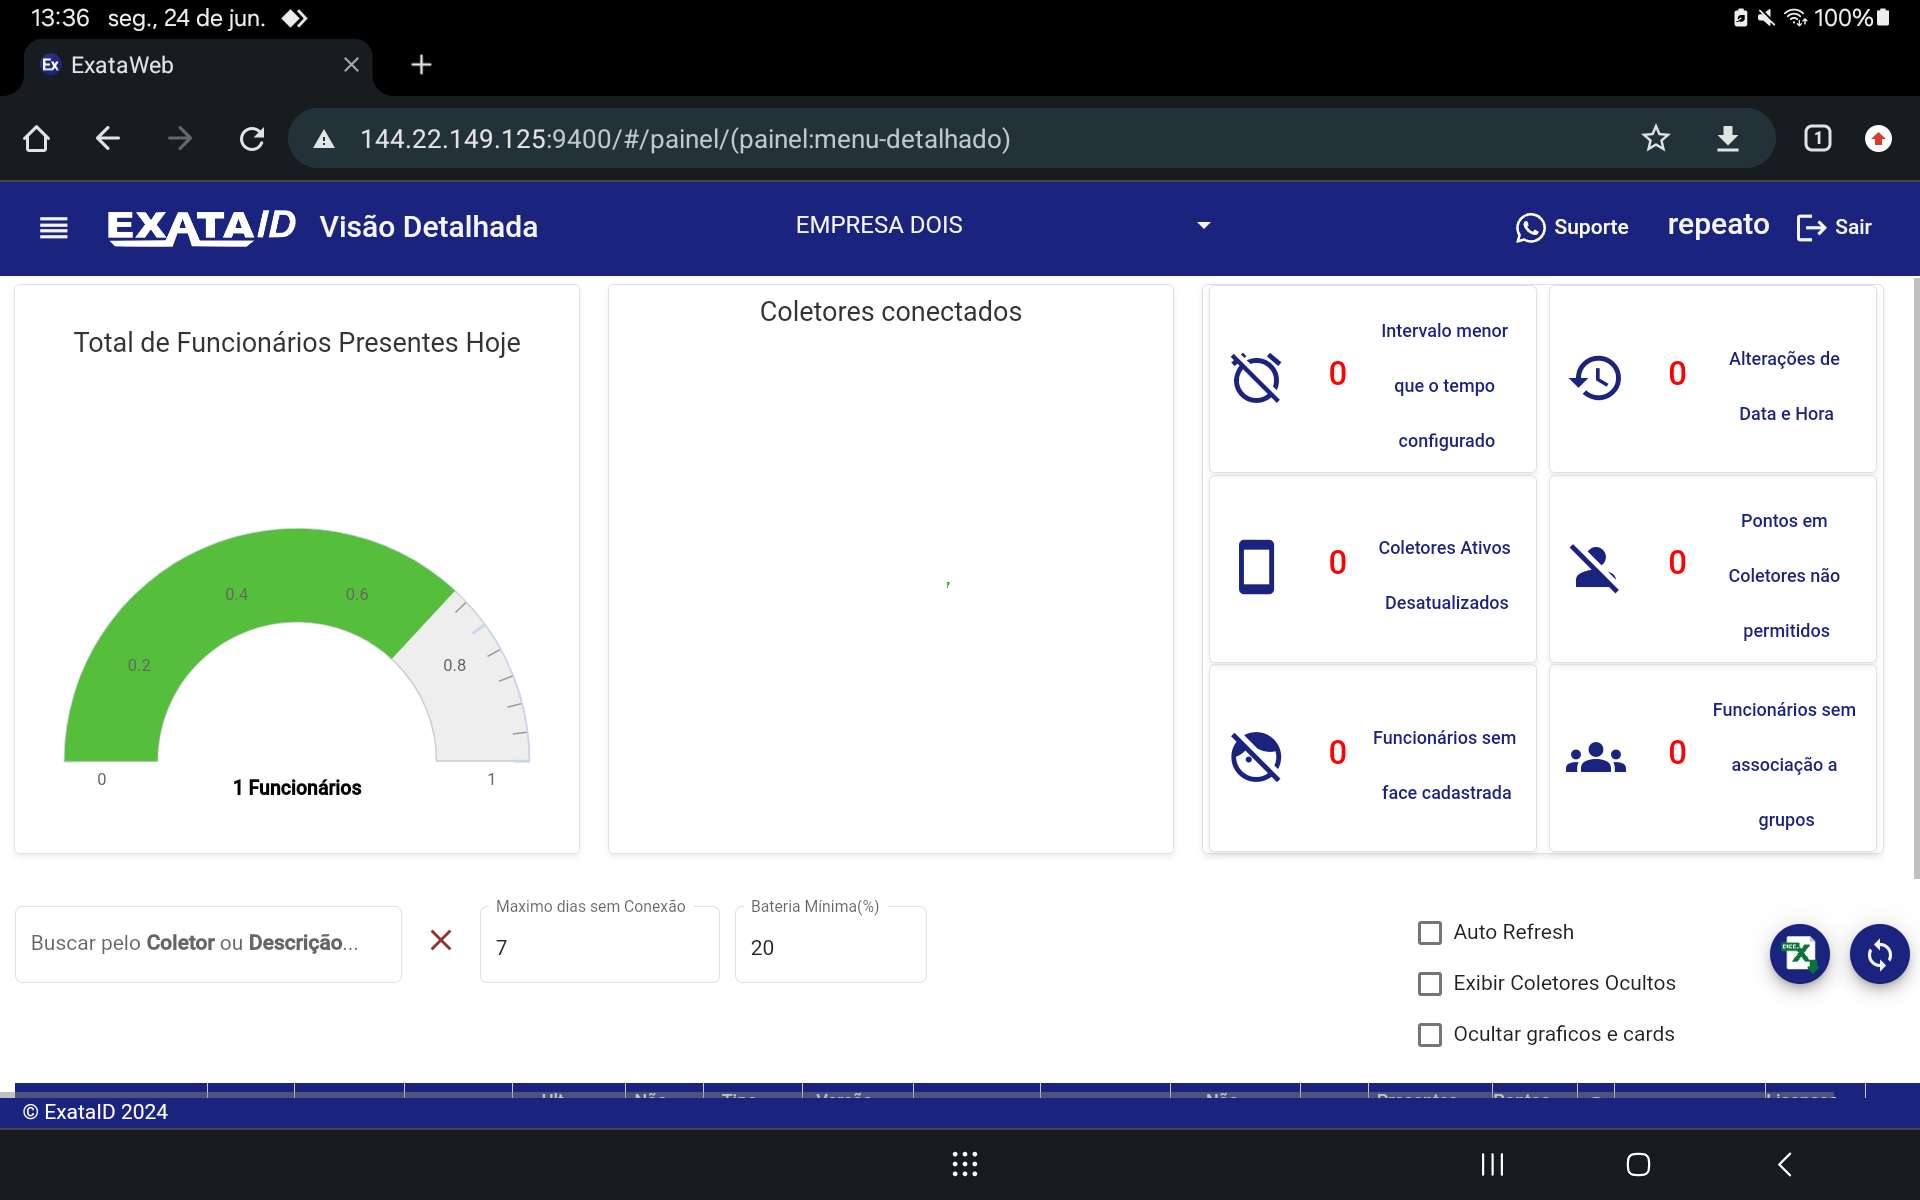 13:36 seg., 24 de jun. 100%
Ex ExataWeb
144.22.149.125:9400/#/painel/(painel:menu-detalhado)
1
EXATAID Visão Detalhada EMPRESA DOIS Suporte repeato Sair
Total de Funcionários Presentes Hoje
0.2
0.4
0.6
0.8
0
1
1 Funcionários
Coletores conectados
0
Intervalo menor
que o tempo
configurado
0
Alterações de
Data e Hora
0
Coletores Ativos
Desatualizados
0
Pontos em
Coletores não
permitidos
0
Funcionários sem
face cadastrada
0
Funcionários sem
associação a
grupos
Buscar pelo Coletor ou Descrição...
Maximo dias sem Conexão
7
Bateria Mínima(%)
20
Auto Refresh
Exibir Coletores Ocultos
Ocultar graficos e cards
© ExataID 2024